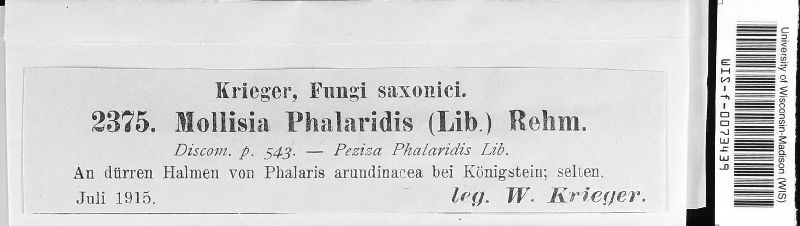 Krieger, Fungi saxonici.
2375. Mollisia Phalaridis (Lib.) Rehm.
Discom. p. 543. — Peziza Phalaridis Lib.
An dürren Halmen von Phalaris arundinacea bei Königstein; selten.
Juli 1915. leg. W. Krieger.
University of Wisconsin-Madison (WIS)
WIS-f-0073439